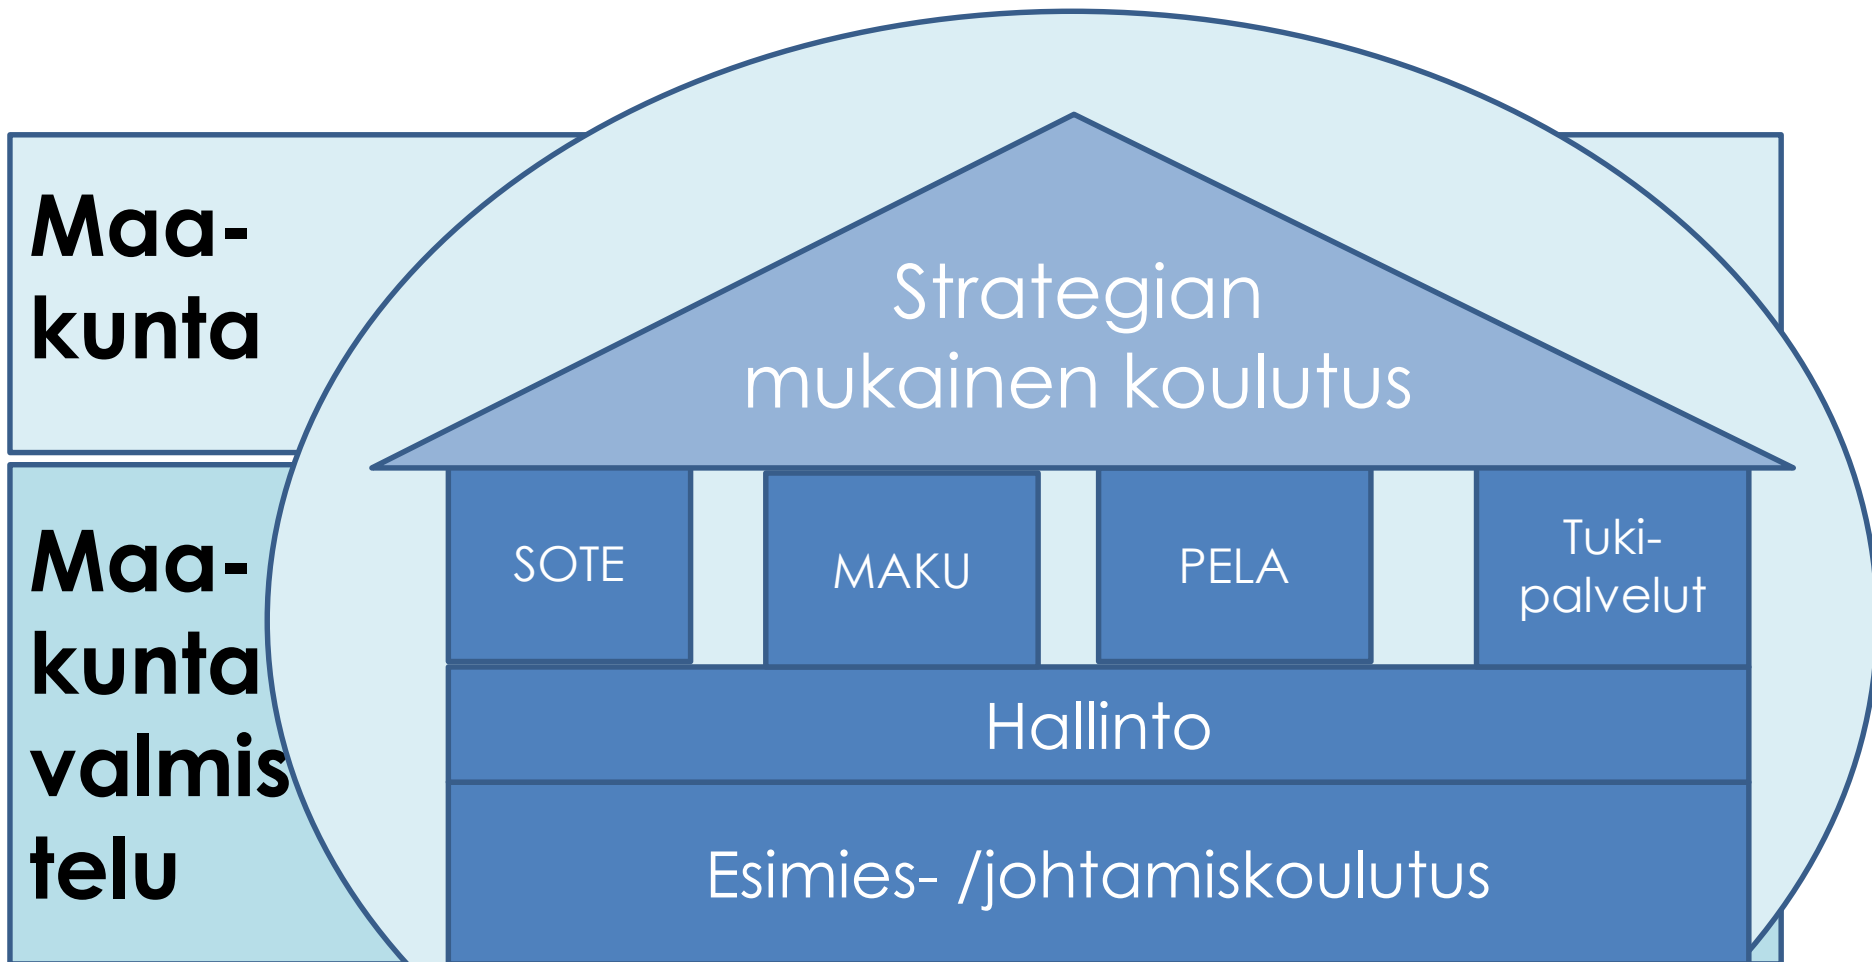 Maa-
kunta
Strategian
mukainen koulutus
Maa-
kunta
valmis
telu
SOTE
MAKU
PELA
Tuki-
palvelut
Hallinto
Esimies- /johtamiskoulutus